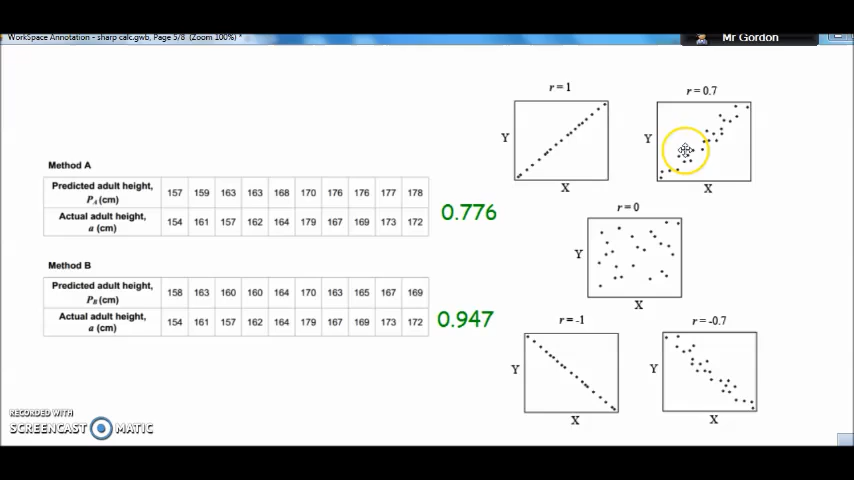 WorkSpace Annotation - sharp calc.gwb, Page 5/8 (Zoom 100%) *
Mr Gordon
Method A
Predicted adult height, P_A (cm) 157 159 163 163 168 170 176 176 177 178
Actual adult height, a (cm) 154 161 157 162 164 179 167 169 173 172
0.776
Method B
Predicted adult height, P_B (cm) 158 163 160 160 164 170 163 165 167 169
Actual adult height, a (cm) 154 161 157 162 164 179 167 169 173 172
0.947
r = 1
Y
X
r = 0.7
Y
X
r = 0
Y
X
r = -1
Y
X
r = -0.7
Y
X
RECORDED WITH
SCREENCAST MATIC